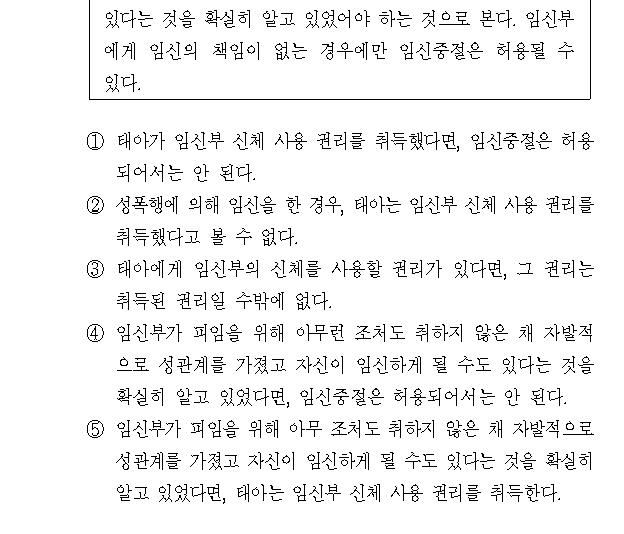 있다는 것을 확실히 알고 있었어야 하는 것으로 본다. 임신부
에게 임신의 책임이 없는 경우에만 임신중절은 허용될 수
있다.
① 태아가 임신부 신체 사용 권리를 취득했다면, 임신중절은 허용
되어서는 안 된다.
② 성폭행에 의해 임신을 한 경우, 태아는 임신부 신체 사용 권리를
취득했다고 볼 수 없다.
③ 태아에게 임신부의 신체를 사용할 권리가 있다면, 그 권리는
취득된 권리일 수밖에 없다.
④ 임신부가 피임을 위해 아무런 조처도 취하지 않은 채 자발적
으로 성관계를 가졌고 자신이 임신하게 될 수도 있다는 것을
확실히 알고 있었다면, 임신중절은 허용되어서는 안 된다.
⑤ 임신부가 피임을 위해 아무 조처도 취하지 않은 채 자발적으로
성관계를 가졌고 자신이 임신하게 될 수도 있다는 것을 확실히
알고 있었다면, 태아는 임신부 신체 사용 권리를 취득한다.